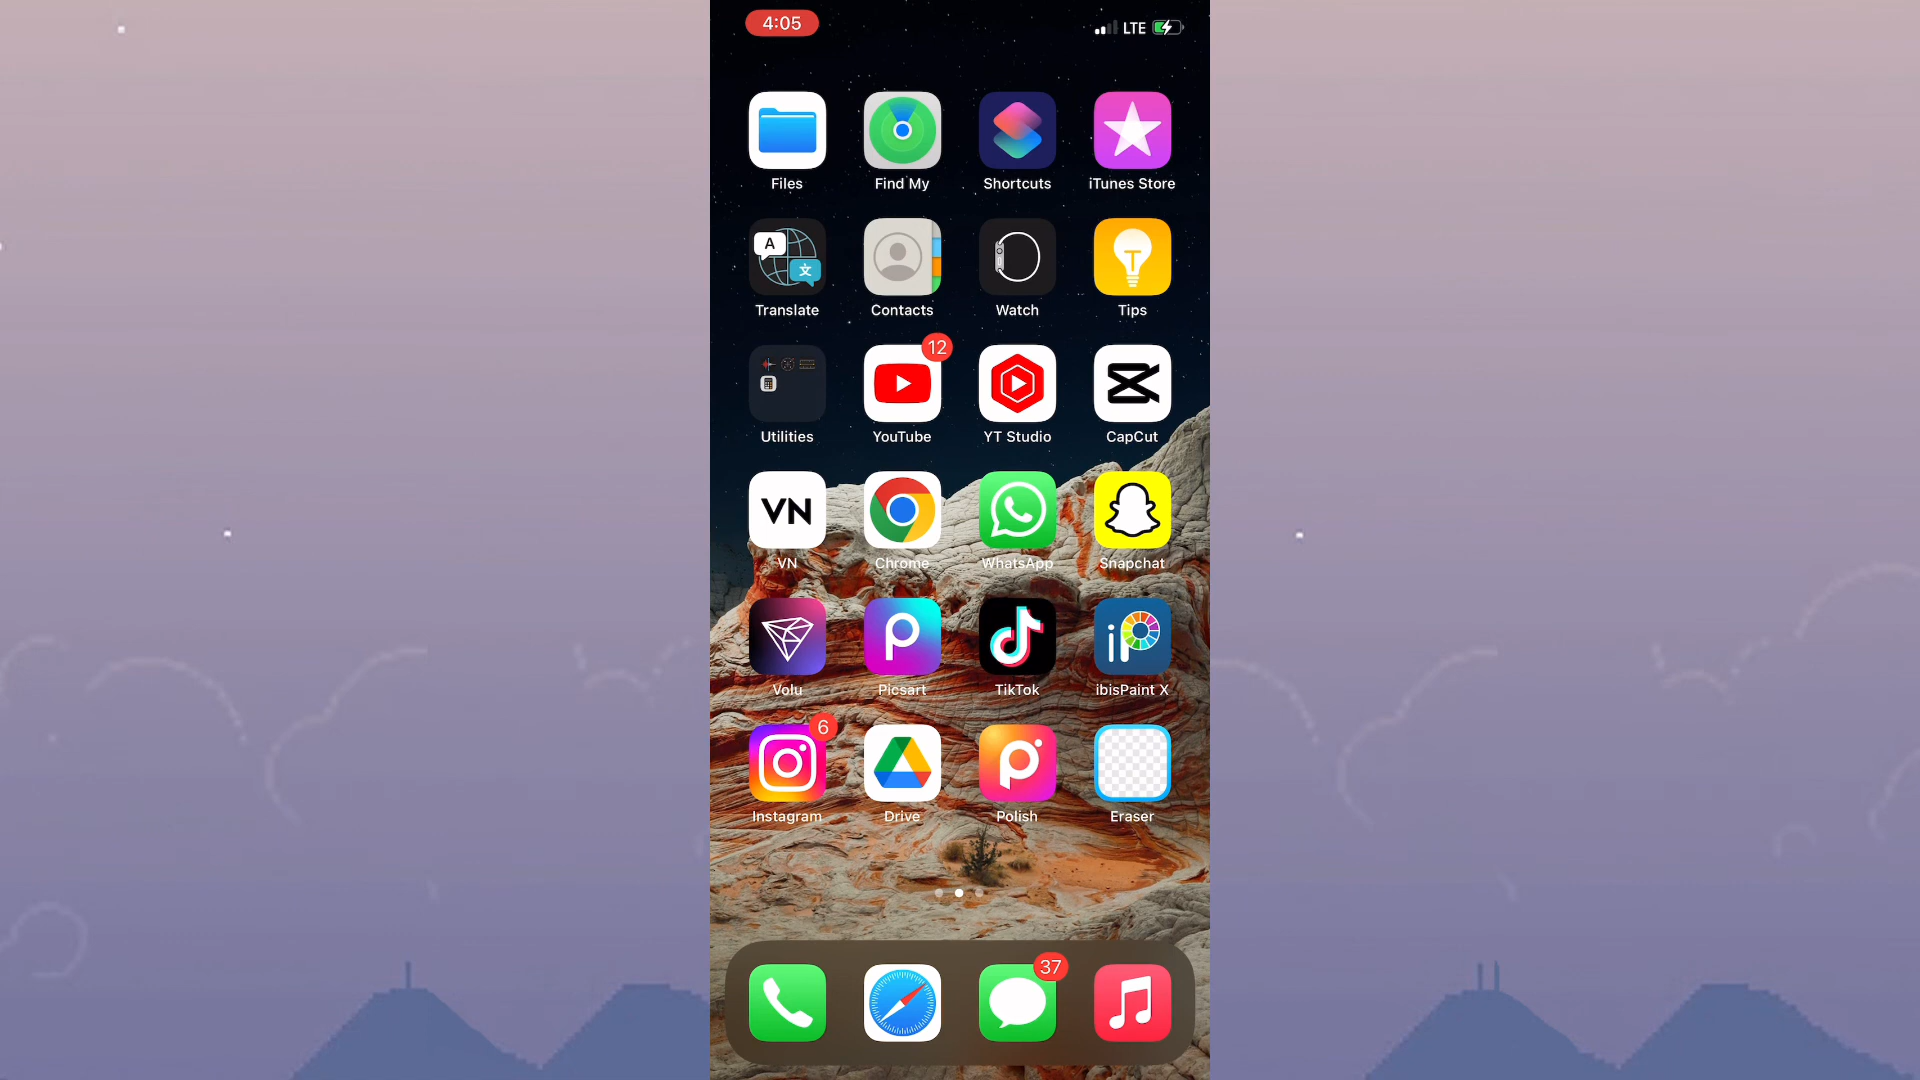 4:05 LTE
Files Find My Shortcuts iTunes Store
A 文
Translate Contacts Watch Tips
12
Utilities YouTube YT Studio CapCut
VN
VN Chrome WhatsApp Snapchat
iP
Volu Picsart TikTok ibisPaint X
6
Instagram Drive Polish Eraser
37